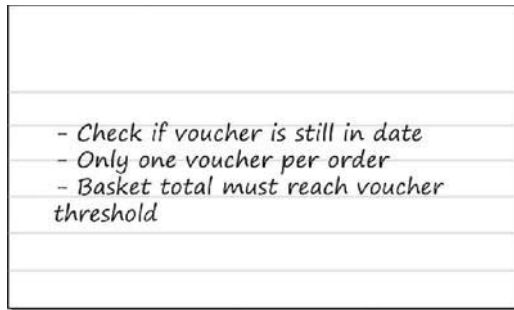 - Check if voucher is still in date
- Only one voucher per order
- Basket total must reach voucher
threshold